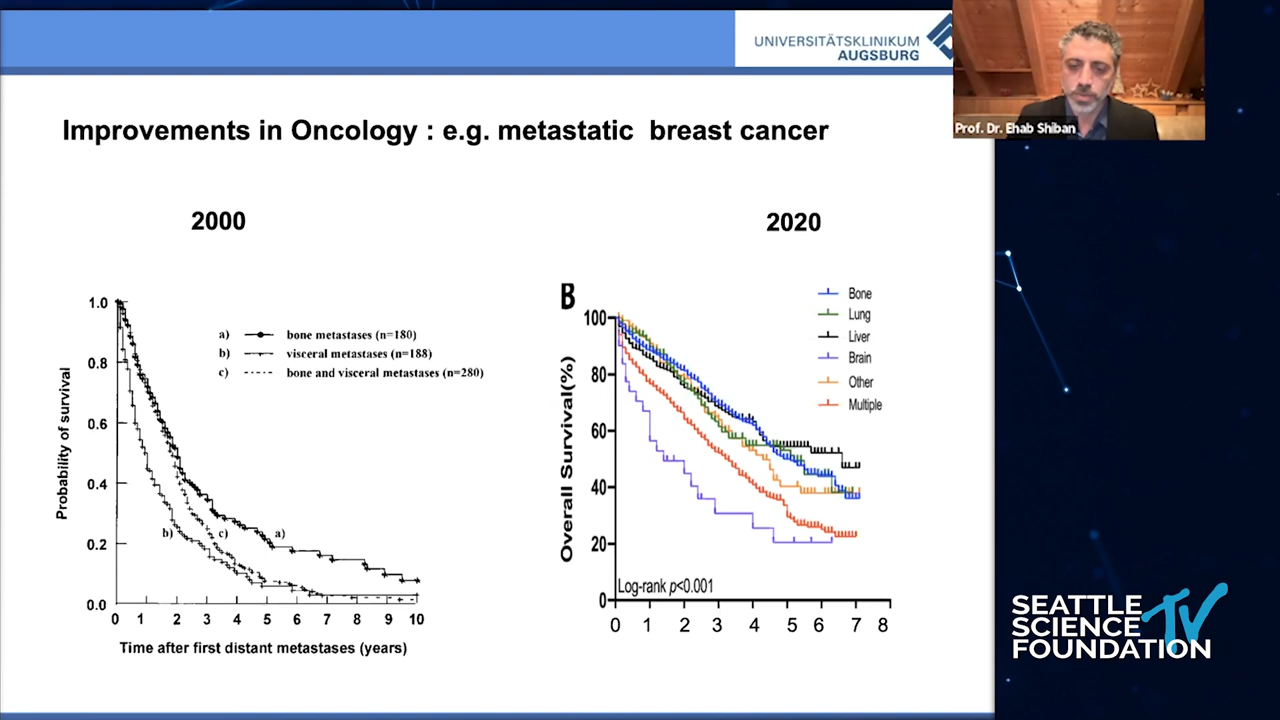 UNIVERSITÄTSKLINIKUM
AUGSBURG
Prof. Dr. Ehab Shiban
Improvements in Oncology : e.g. metastatic breast cancer
2000
2020
1.0
0.8
0.6
0.4
0.2
0.0
Probability of survival
a) bone metastases (n=180)
b) visceral metastases (n=188)
c) bone and visceral metastases (n=280)
b)
c)
a)
0 1 2 3 4 5 6 7 8 9 10
Time after first distant metastases (years)
B
Bone
Lung
Liver
Brain
Other
Multiple
100
80
60
40
20
0
Overall Survival(%)
Log-rank p<0.001
0 1 2 3 4 5 6 7 8
SEATTLE
SCIENCE
FOUNDATION
TV